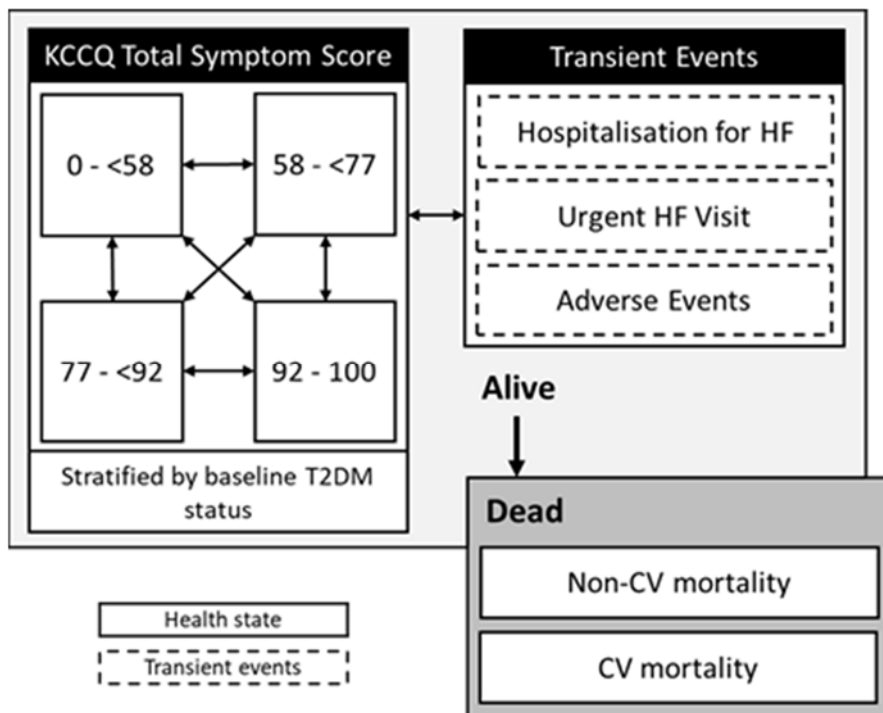 KCCQ Total Symptom Score
0 - <58
58 - <77
77 - <92
92 - 100
Stratified by baseline T2DM
status
Transient Events
Hospitalisation for HF
Urgent HF Visit
Adverse Events
Alive
Dead
Non-CV mortality
CV mortality
Health state
Transient events